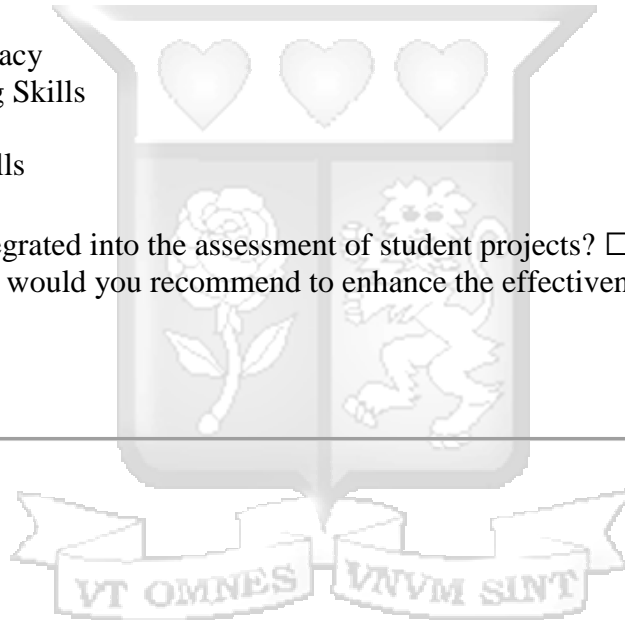 acy
g Skills
lls
egrated into the assessment of student projects? ☐
would you recommend to enhance the effectiven
VT OMNES VNVM SINT